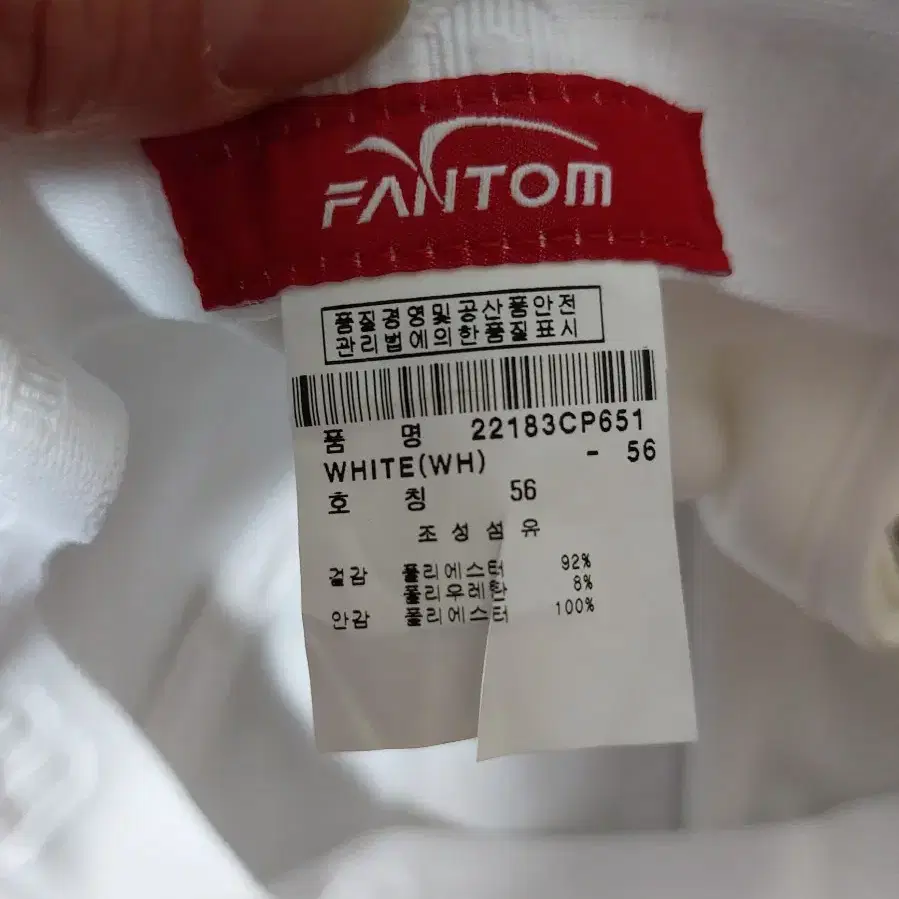 FANTOM
품질경영및공산품안전
관리법에의한품질표시
품 명 22183CP651
WHITE(WH) - 56
호 칭 56
조 성 섬 유
겉감 폴리에스터 92%
폴리우레탄 8%
안감 폴리에스터 100%